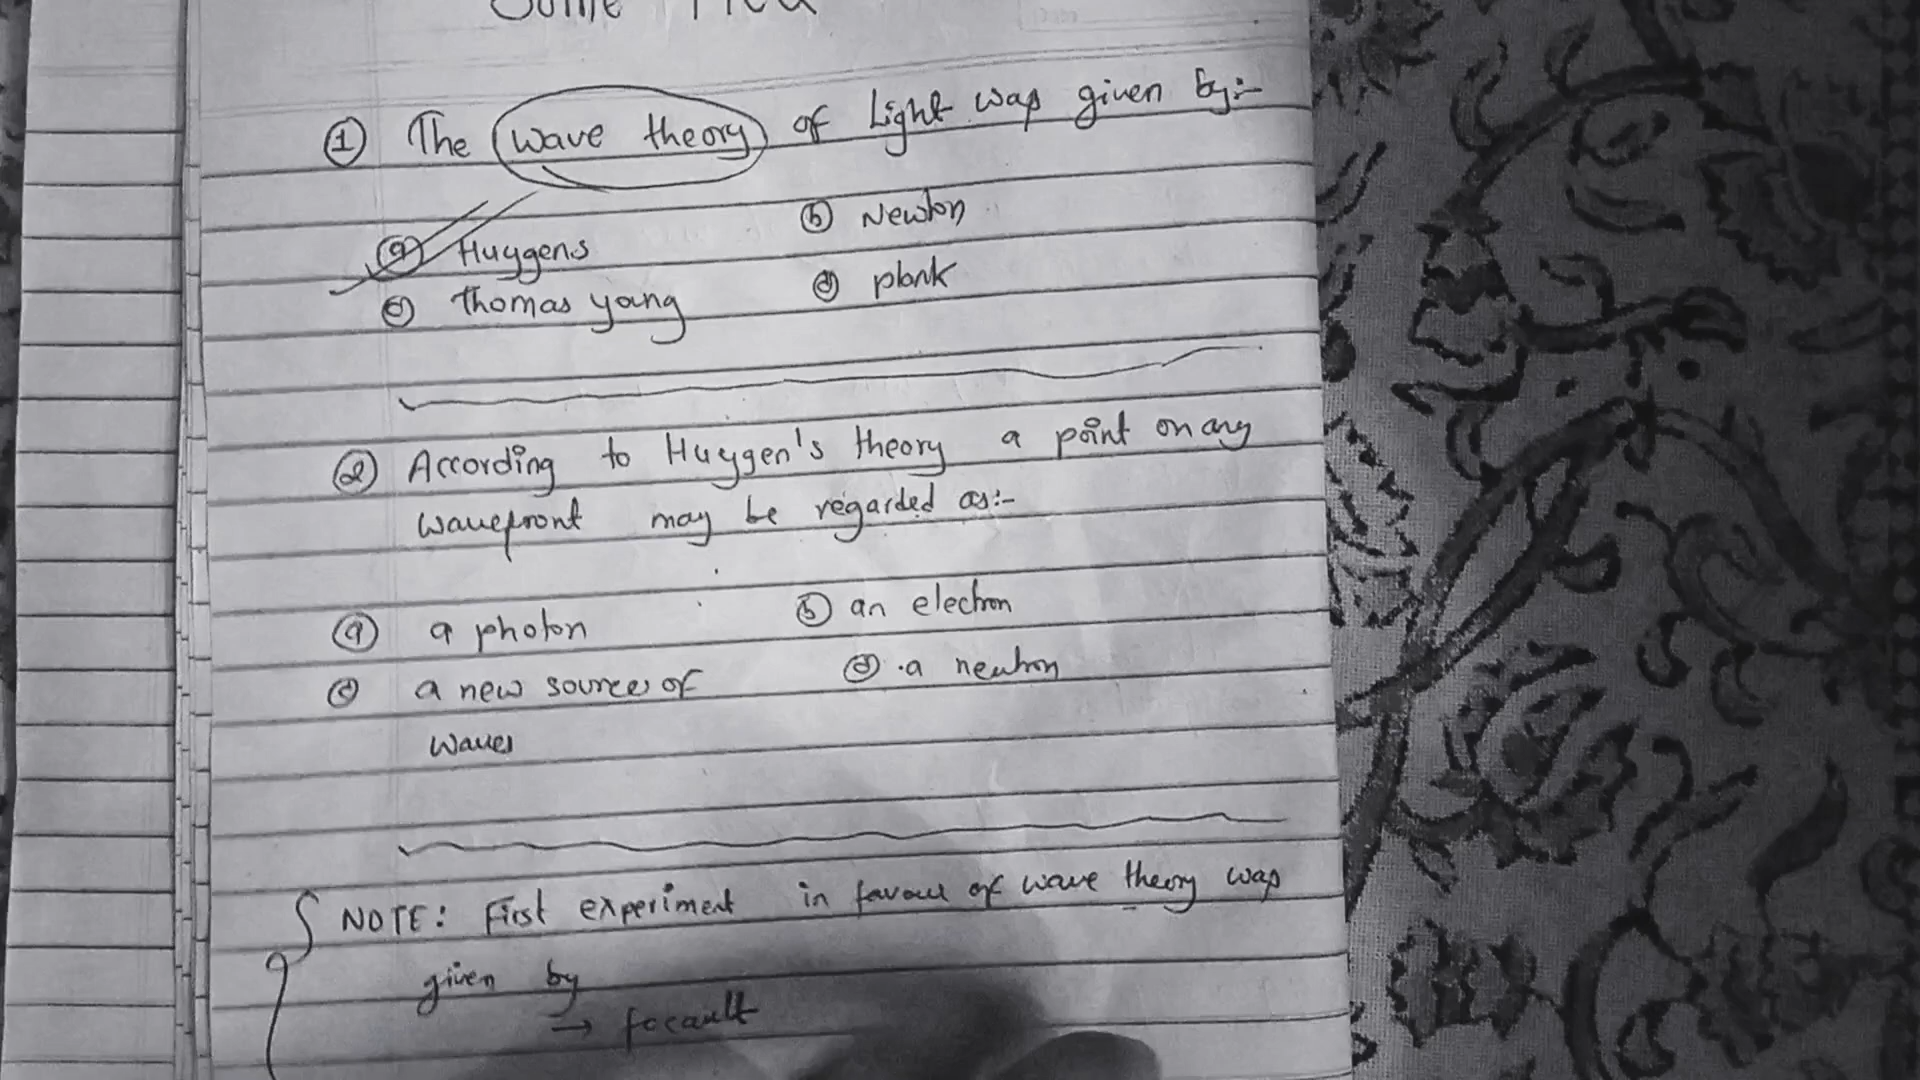 ① The wave theory of Light was given by:-
ⓐ Huygens ⓑ Newton
ⓒ Thomas young ⓓ plank
② According to Huygen's theory a point on any
wavefront may be regarded as:-
ⓐ a photon ⓑ an electron
ⓒ a new sources of ⓓ a neutron
waves
NOTE: First experiment in favour of wave theory was
given by
→ focault